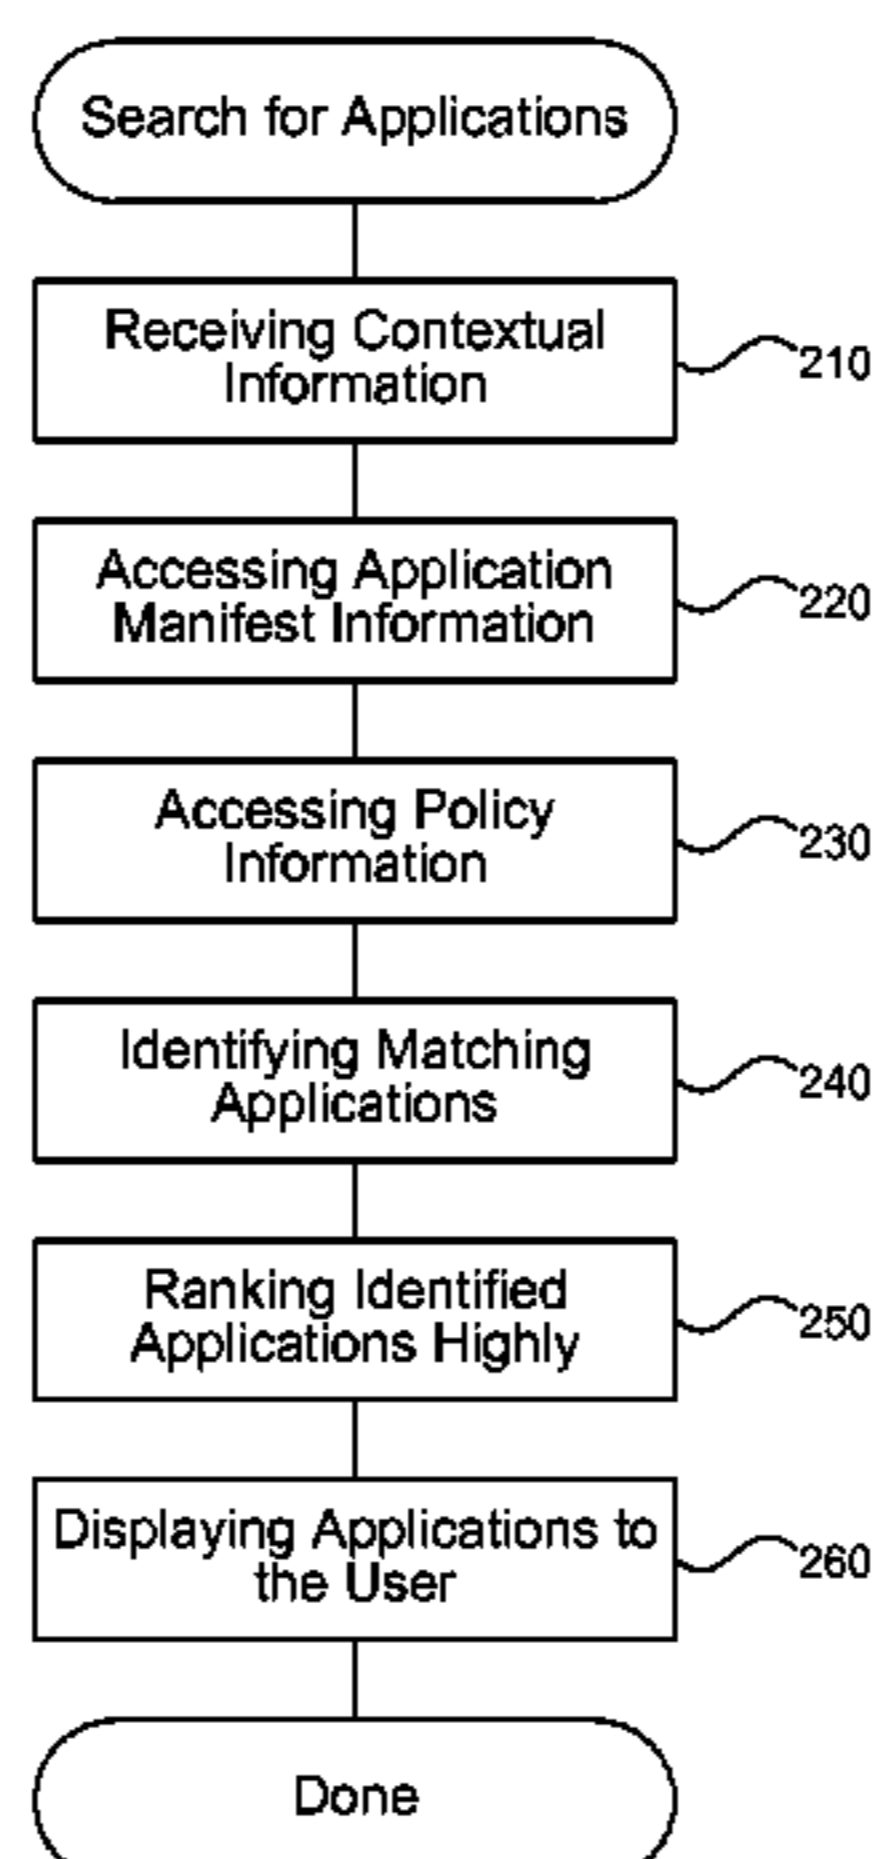 Search for Applications
Receiving Contextual
Information
210
Accessing Application
Manifest Information
220
Accessing Policy
Information
230
Identifying Matching
Applications
240
Ranking Identified
Applications Highly
250
Displaying Applications to
the User
260
Done